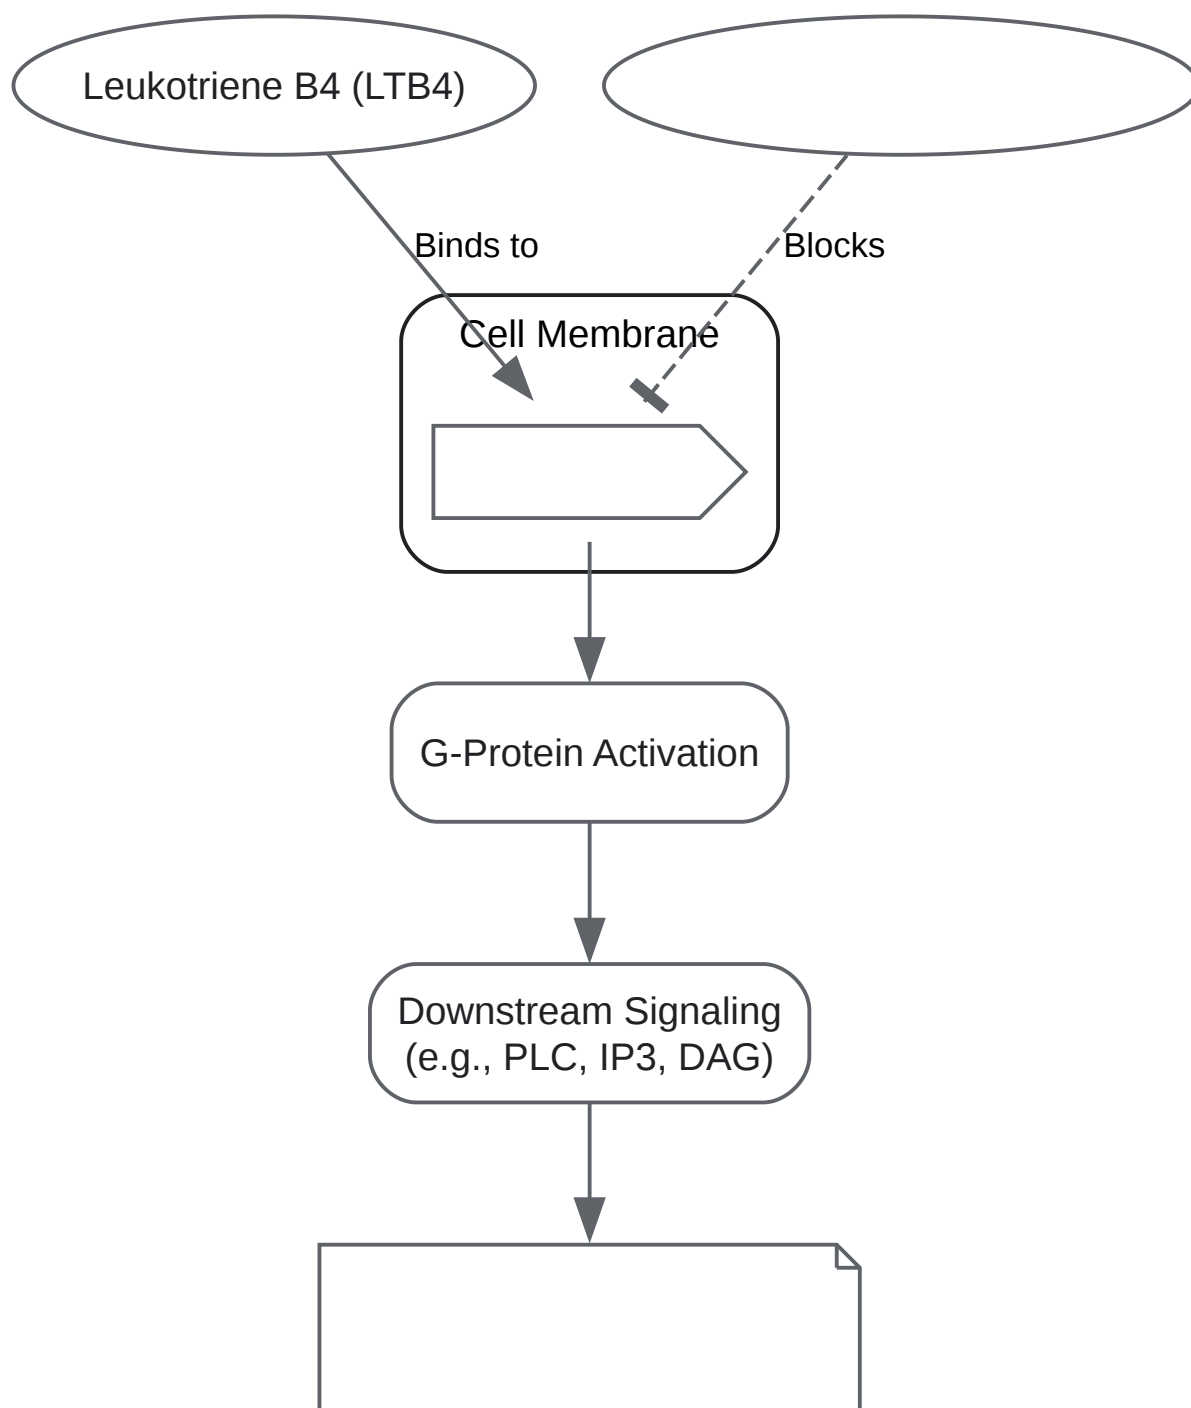 Leukotriene B4 (LTB4)
Binds to
Blocks
Cell Membrane
G-Protein Activation
Downstream Signaling
(e.g., PLC, IP3, DAG)